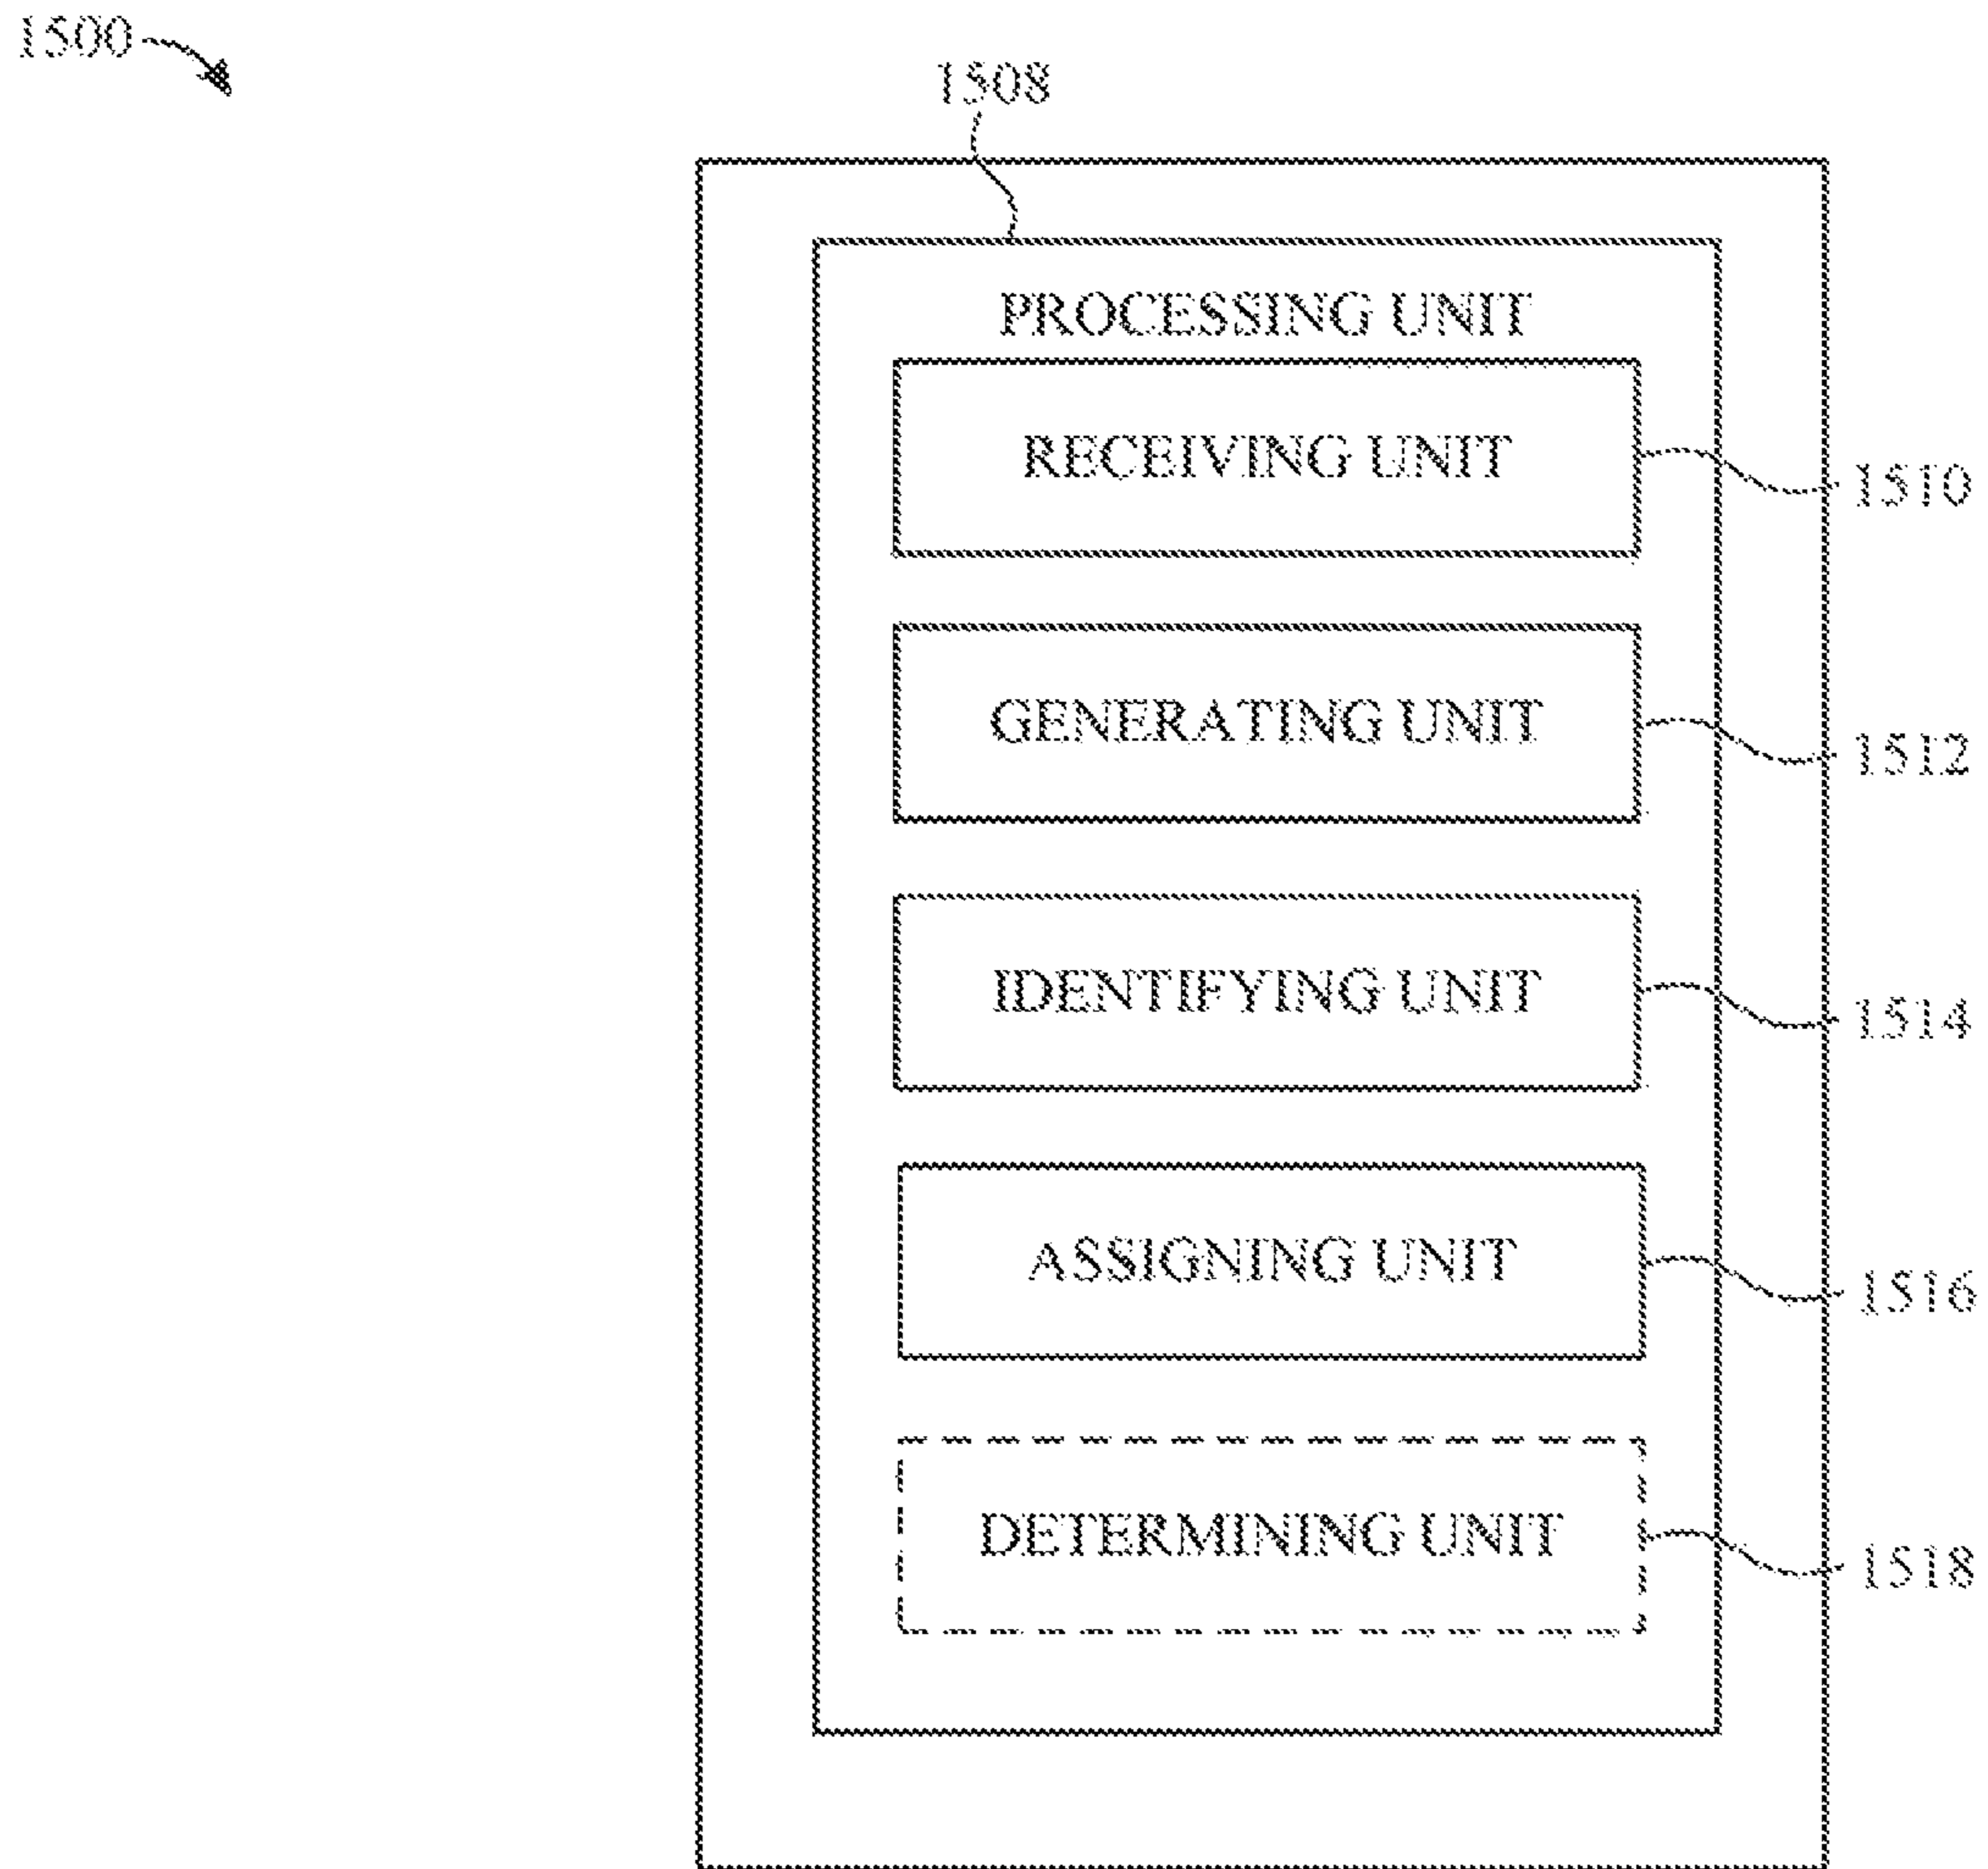 1500
1508
PROCESSING UNIT
RECEIVING UNIT
1510
GENERATING UNIT
1512
IDENTIFYING UNIT
1514
ASSIGNING UNIT
1516
DETERMINING UNIT
1518